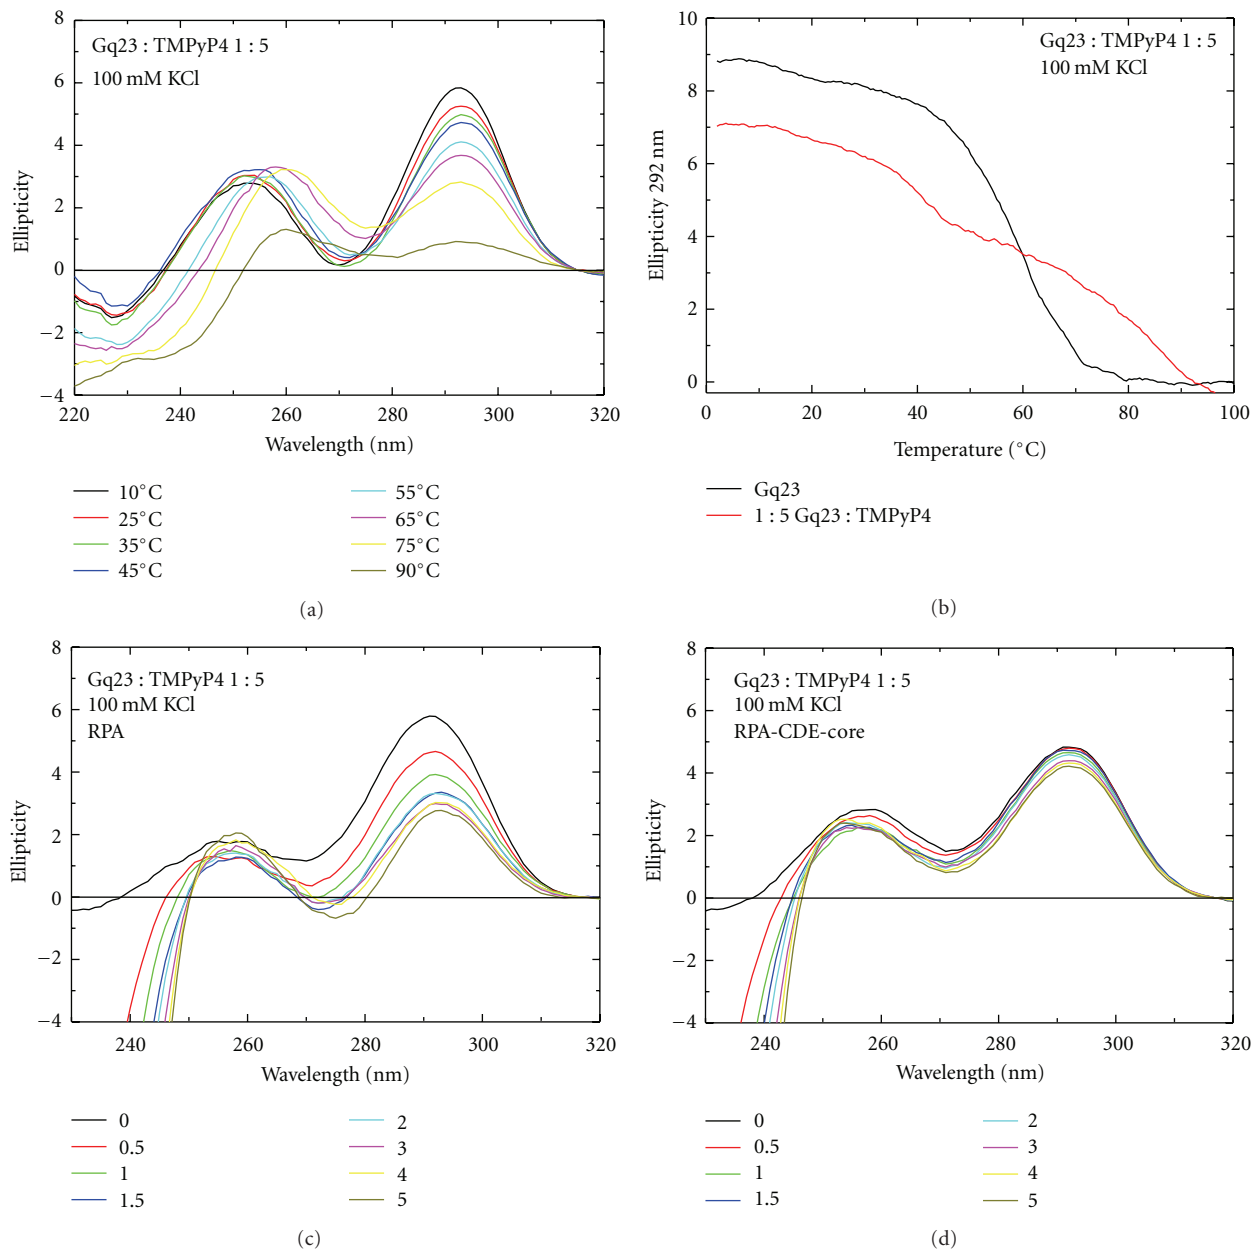 8
6
4
2
0
−2
−4
Ellipticity
Gq23 : TMPyP4 1 : 5
100 mM KCl
220
240
260
280
300
320
Wavelength (nm)
10°C
25°C
35°C
45°C
55°C
65°C
75°C
90°C
(a)
10
8
6
4
2
0
Ellipticity 292 nm
Gq23 : TMPyP4 1 : 5
100 mM KCl
0
20
40
60
80
100
Temperature (°C)
Gq23
1 : 5 Gq23 : TMPyP4
(b)
8
6
4
2
0
−2
−4
Ellipticity
Gq23 : TMPyP4 1 : 5
100 mM KCl
RPA
240
260
280
300
320
Wavelength (nm)
0
0.5
1
1.5
2
3
4
5
(c)
8
6
4
2
0
−2
−4
Ellipticity
Gq23 : TMPyP4 1 : 5
100 mM KCl
RPA-CDE-core
240
260
280
300
320
Wavelength (nm)
0
0.5
1
1.5
2
3
4
5
(d)